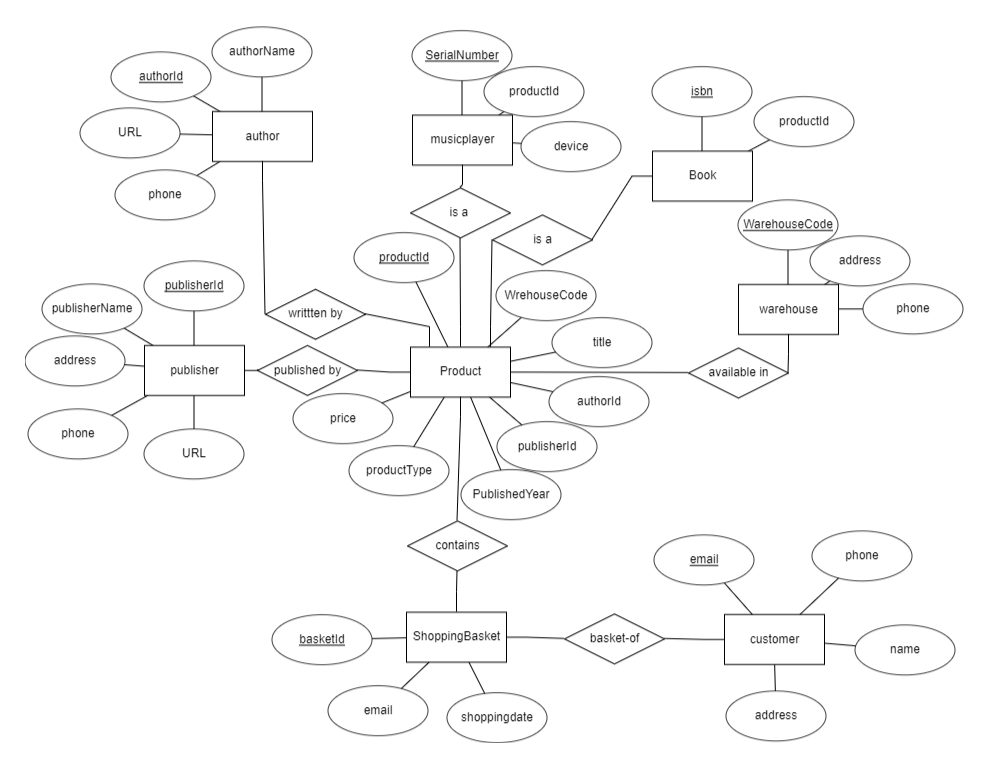 authorName
SerialNumber
authorId
productId
isbn
productId
URL
author
musicplayer
device
Book
phone
is a
WarehouseCode
is a
productId
address
publisherId
WrehouseCode
publisherName
writtten by
warehouse
phone
title
address
publisher
published by
Product
available in
authorId
price
phone
publisherId
URL
productType
PublishedYear
contains
email
phone
basketId
ShoppingBasket
basket-of
customer
name
email
shoppingdate
address